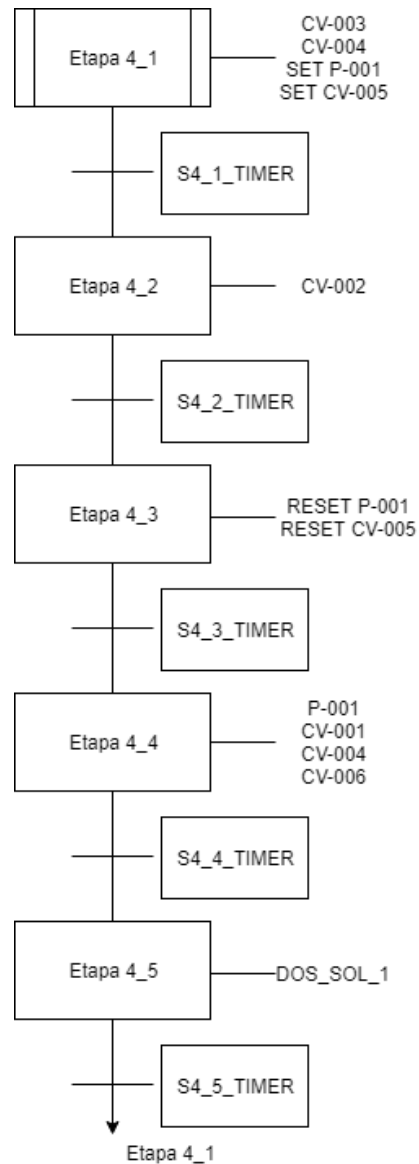 Etapa 4_1
CV-003
CV-004
SET P-001
SET CV-005
S4_1_TIMER
Etapa 4_2
CV-002
S4_2_TIMER
Etapa 4_3
RESET P-001
RESET CV-005
S4_3_TIMER
Etapa 4_4
P-001
CV-001
CV-004
CV-006
S4_4_TIMER
Etapa 4_5
DOS_SOL_1
S4_5_TIMER
Etapa 4_1